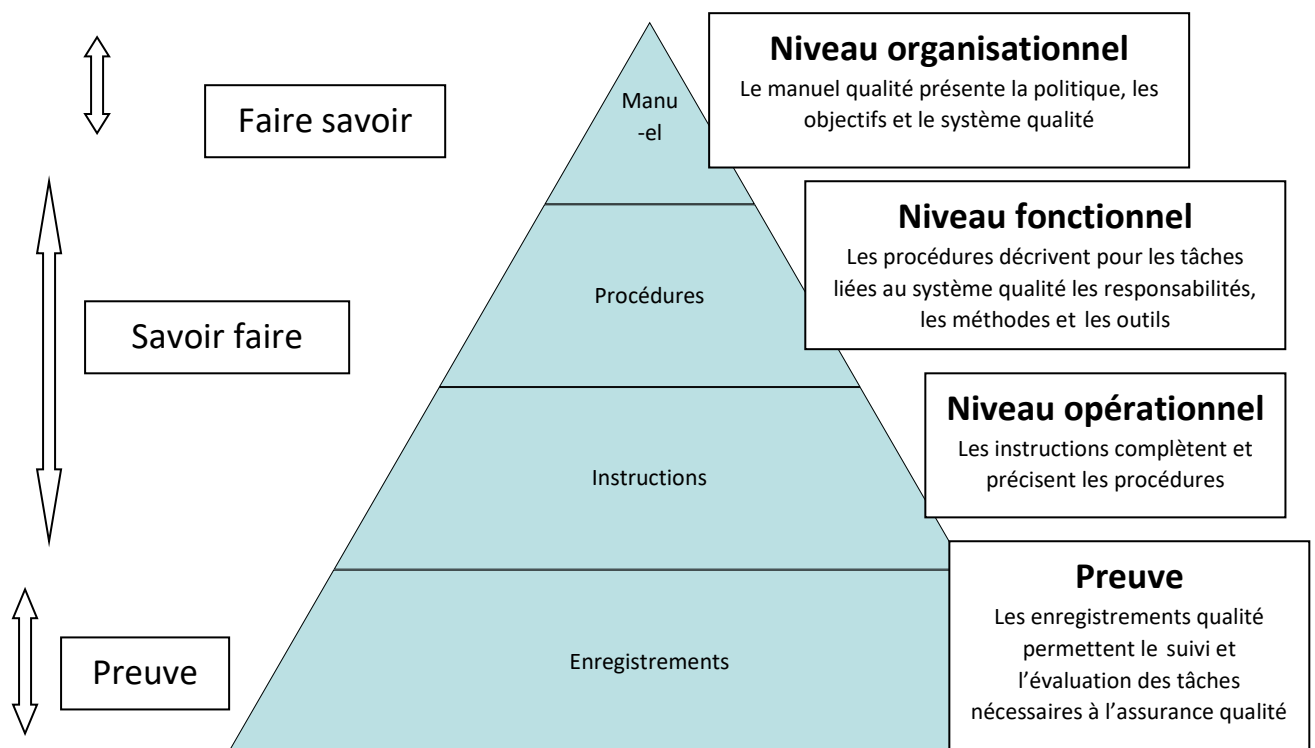 Niveau organisationnel
Le manuel qualité présente la politique, les
objectifs et le système qualité
Manu
-el
Faire savoir
Niveau fonctionnel
Les procédures décrivent pour les tâches
liées au système qualité les responsabilités,
les méthodes et les outils
Procédures
Savoir faire
Niveau opérationnel
Les instructions complètent et
précisent les procédures
Instructions
Preuve
Les enregistrements qualité
permettent le suivi et
l’évaluation des tâches
nécessaires à l’assurance qualité
Enregistrements
Preuve